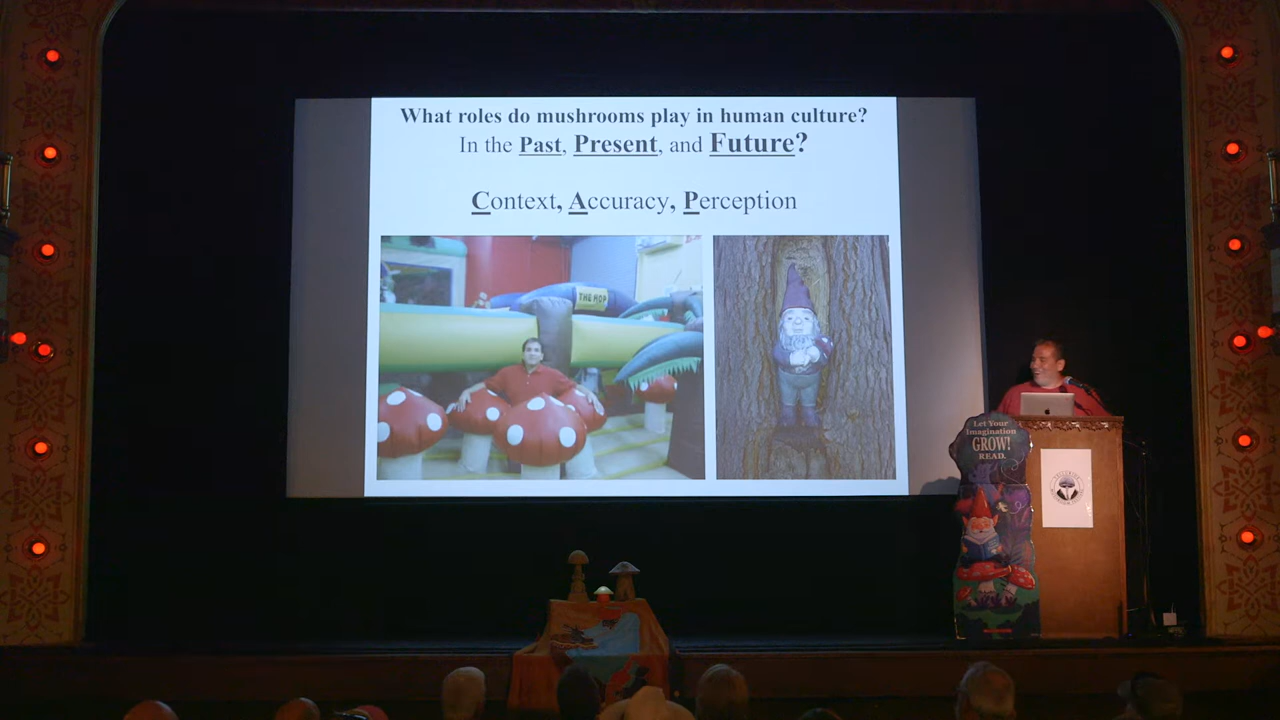 What roles do mushrooms play in human culture?
In the Past, Present, and Future?
Context, Accuracy, Perception
THE HOP
Let Your
imagination
GROW!
READ.